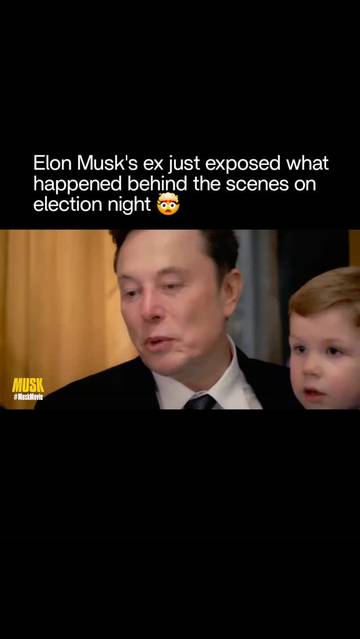 Elon Musk's ex just exposed what
happened behind the scenes on
election night 🤯
MUSK
#MuskMovie